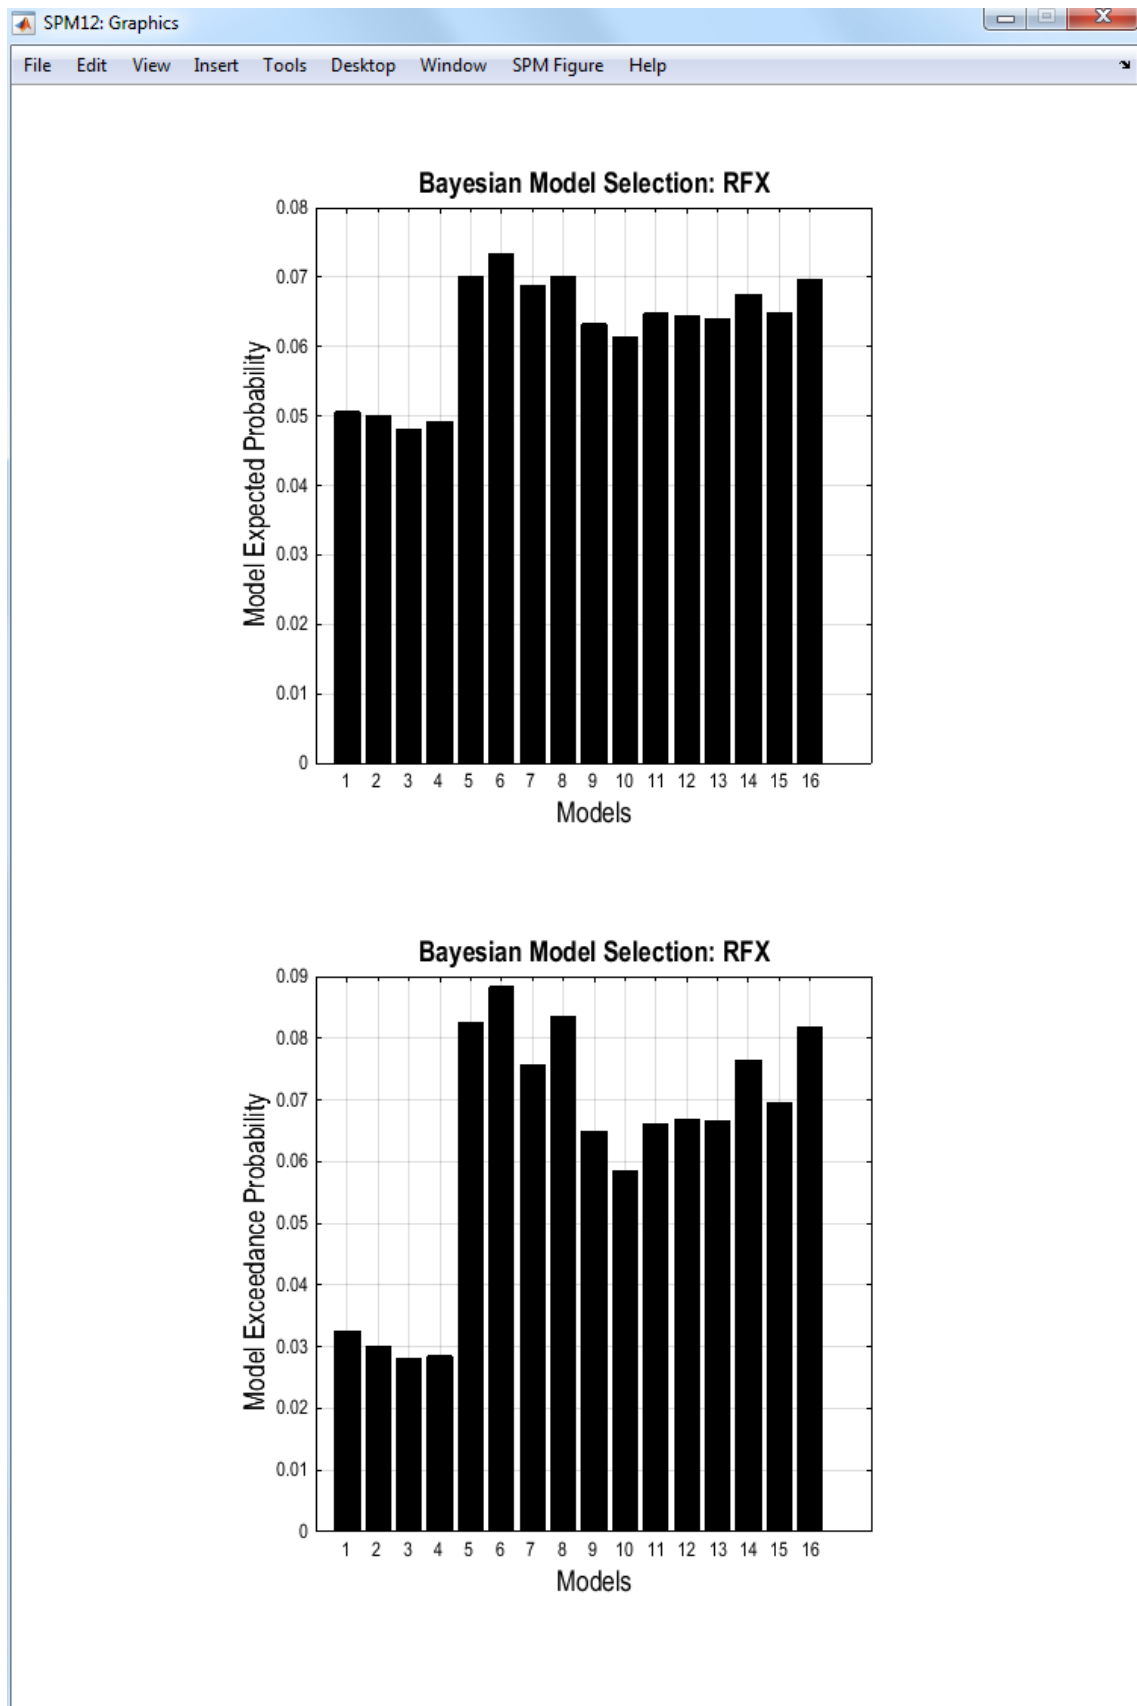 SPM12: Graphics
File Edit View Insert Tools Desktop Window SPM Figure Help
Bayesian Model Selection: RFX
0.08
0.07
0.06
0.05
0.04
0.03
0.02
0.01
0
Model Expected Probability
1 2 3 4 5 6 7 8 9 10 11 12 13 14 15 16
Models
Bayesian Model Selection: RFX
0.09
0.08
0.07
0.06
0.05
0.04
0.03
0.02
0.01
0
Model Exceedance Probability
1 2 3 4 5 6 7 8 9 10 11 12 13 14 15 16
Models